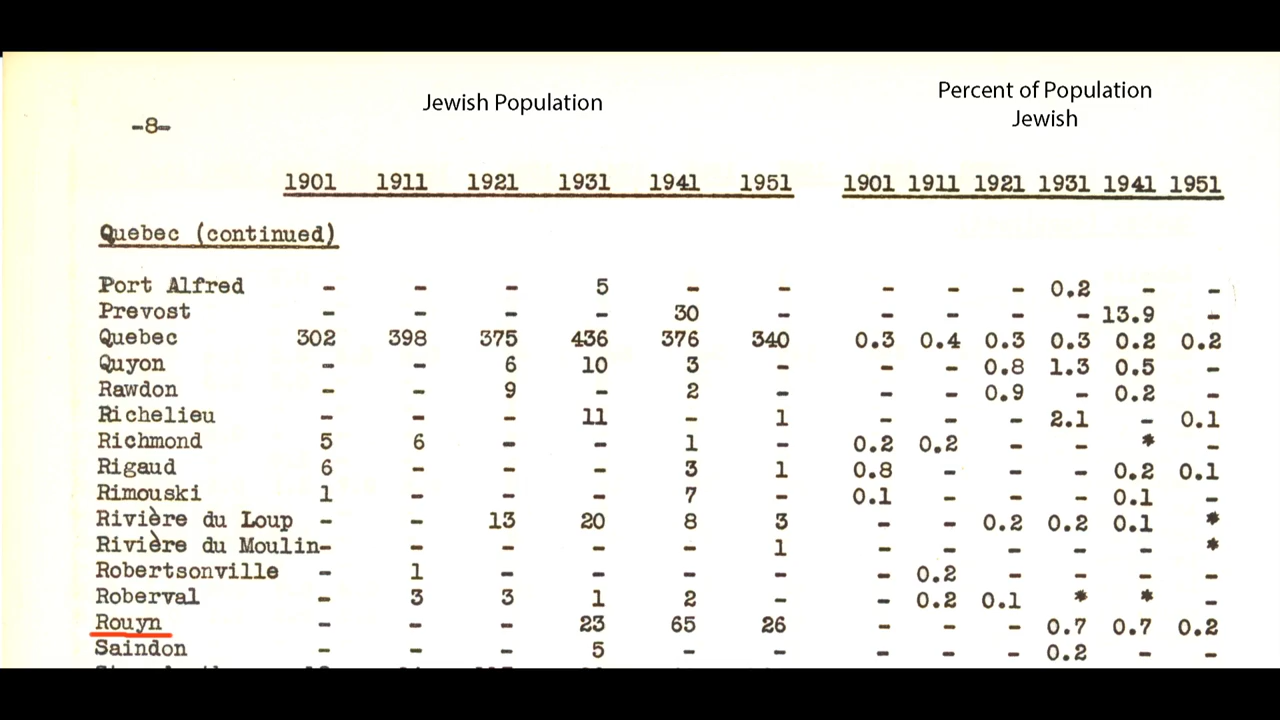 Jewish Population
Percent of Population
Jewish
-8-
1901 1911 1921 1931 1941 1951 1901 1911 1921 1931 1941 1951
Quebec (continued)
Port Alfred - - - 5 - - - - - 0.2 - -
Prevost - - - - 30 - - - - - 13.9 -
Quebec 302 398 375 436 376 340 0.3 0.4 0.3 0.3 0.2 0.2
Quyon - - 6 10 3 - - - 0.8 1.3 0.5 -
Rawdon - - 9 - 2 - - - 0.9 - 0.2 -
Richelieu - - - 11 - 1 - - - 2.1 - 0.1
Richmond 5 6 - - 1 - 0.2 0.2 - - * -
Rigaud 6 - - - 3 1 0.8 - - - 0.2 0.1
Rimouski 1 - - - 7 - 0.1 - - - 0.1 -
Rivière du Loup - - 13 20 8 3 - - 0.2 0.2 0.1 *
Rivière du Moulin- - - - - 1 - - - - - *
Robertsonville - 1 - - - - - 0.2 - - - -
Roberval - 3 3 1 2 - - 0.2 0.1 * * -
Rouyn - - - 23 65 26 - - - 0.7 0.7 0.2
Saindon - - - 5 - - - - - 0.2 - -